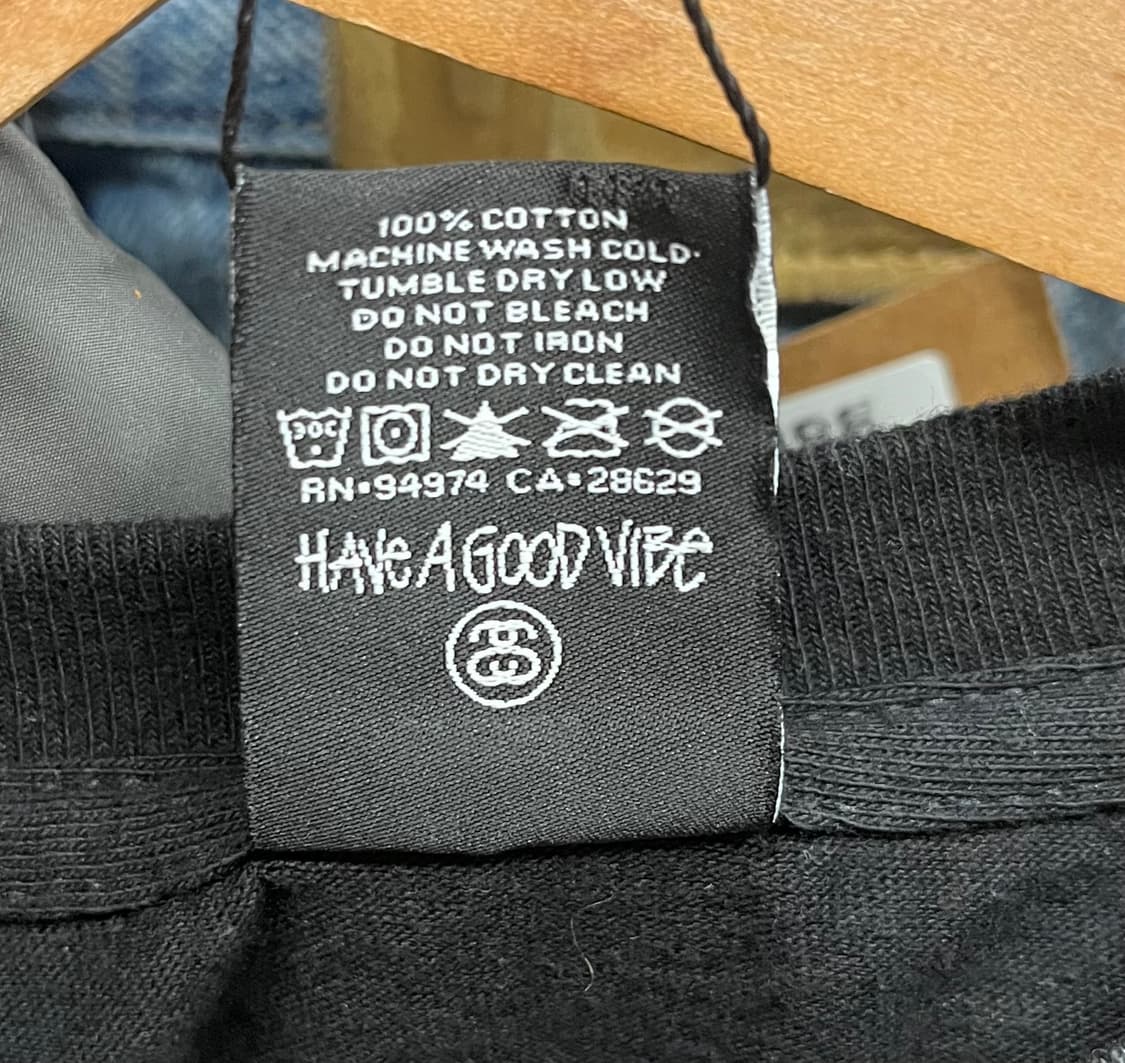 100% COTTON
MACHINE WASH COLD
TUMBLE DRY LOW
DO NOT BLEACH
DO NOT IRON
DO NOT DRY CLEAN
30C
RN•94974 CA•28629
HAVE A GOOD VIBE